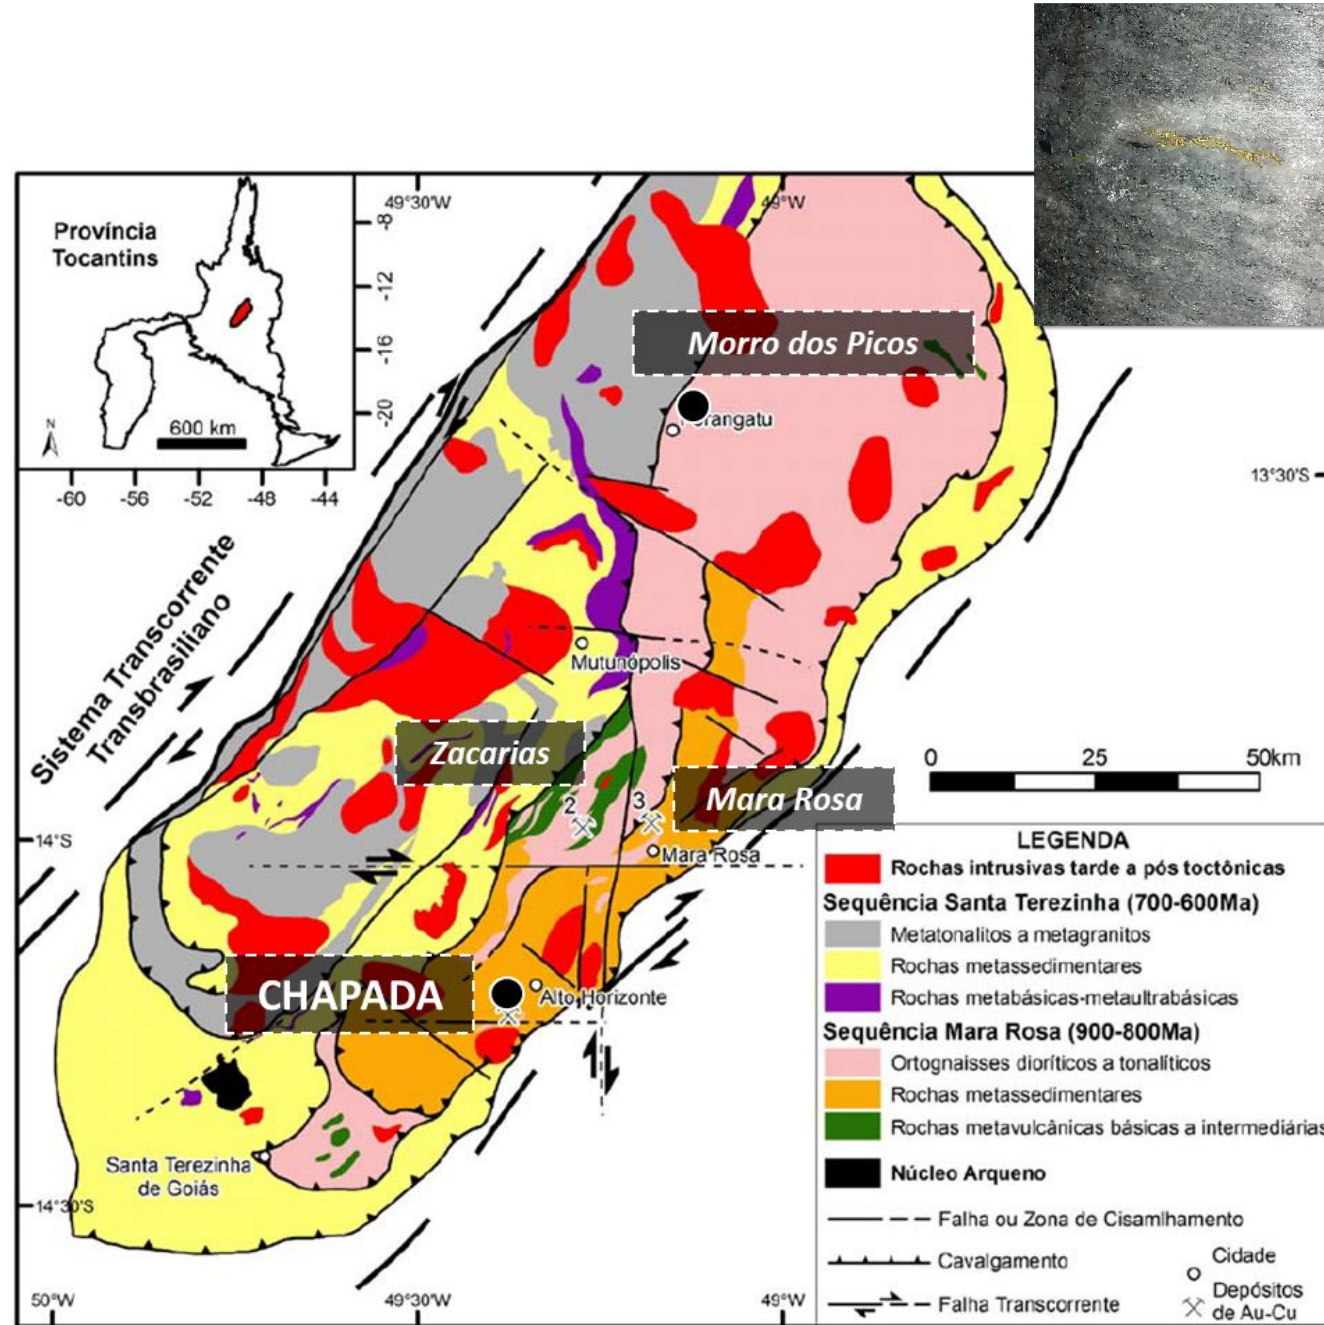 Província
Tocantins
600 km
N
-8
-12
-16
-20
-60
-56
-52
-48
-44
49°30'W
49°W
Morro dos Picos
rangatu
13°30'S
Sistema Transcorrente
Transbrasiliano
Mutunópolis
Zacarias
Mara Rosa
2
3
Mara Rosa
0
25
50km
14°S
CHAPADA
Alto Horizonte
Santa Terezinha
de Goiás
14°30'S
50°W
49°30'W
49°W
LEGENDA
Rochas intrusivas tarde a pós toctônicas
Sequência Santa Terezinha (700-600Ma)
Metatonalitos a metagranitos
Rochas metassedimentares
Rochas metabásicas-metaultrabásicas
Sequência Mara Rosa (900-800Ma)
Ortognaisses dioríticos a tonalíticos
Rochas metassedimentares
Rochas metavulcânicas básicas a intermediárias
Núcleo Arqueno
Falha ou Zona de Cisamlhamento
Cavalgamento
Falha Transcorrente
Cidade
Depósitos
de Au-Cu